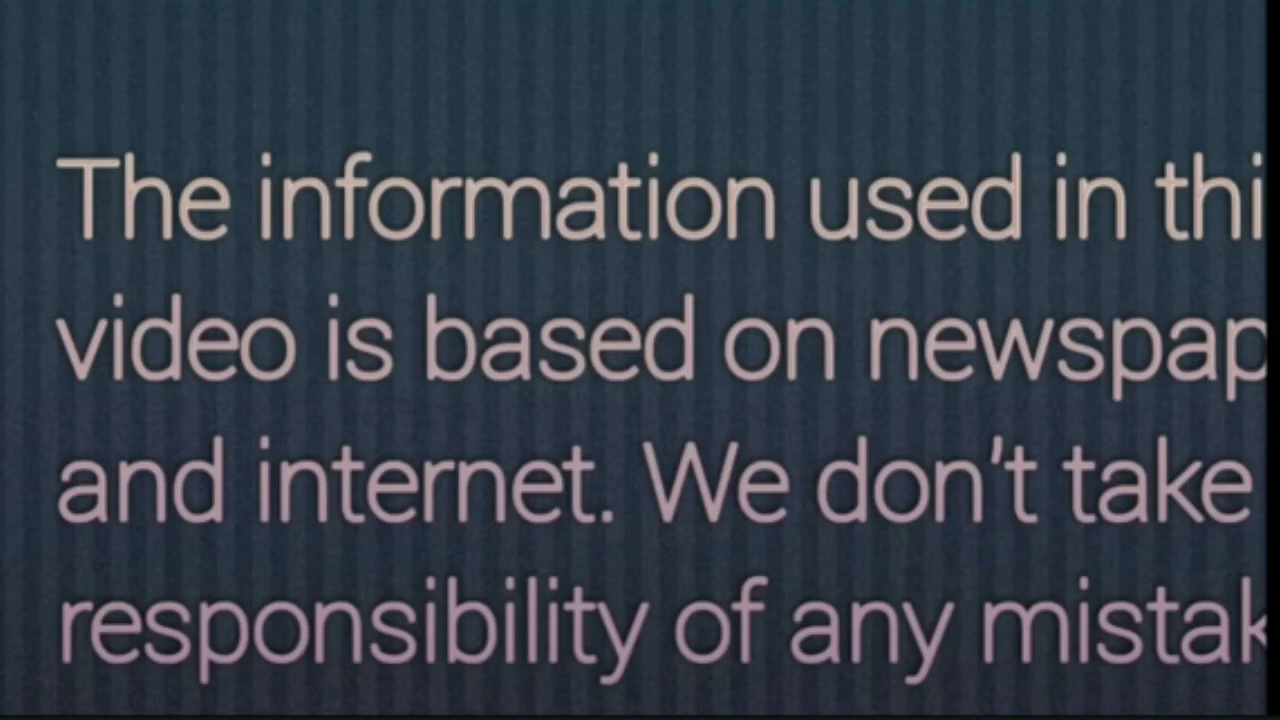 The information used in thi
video is based on newspap
and internet. We don't take
responsibility of any mistak